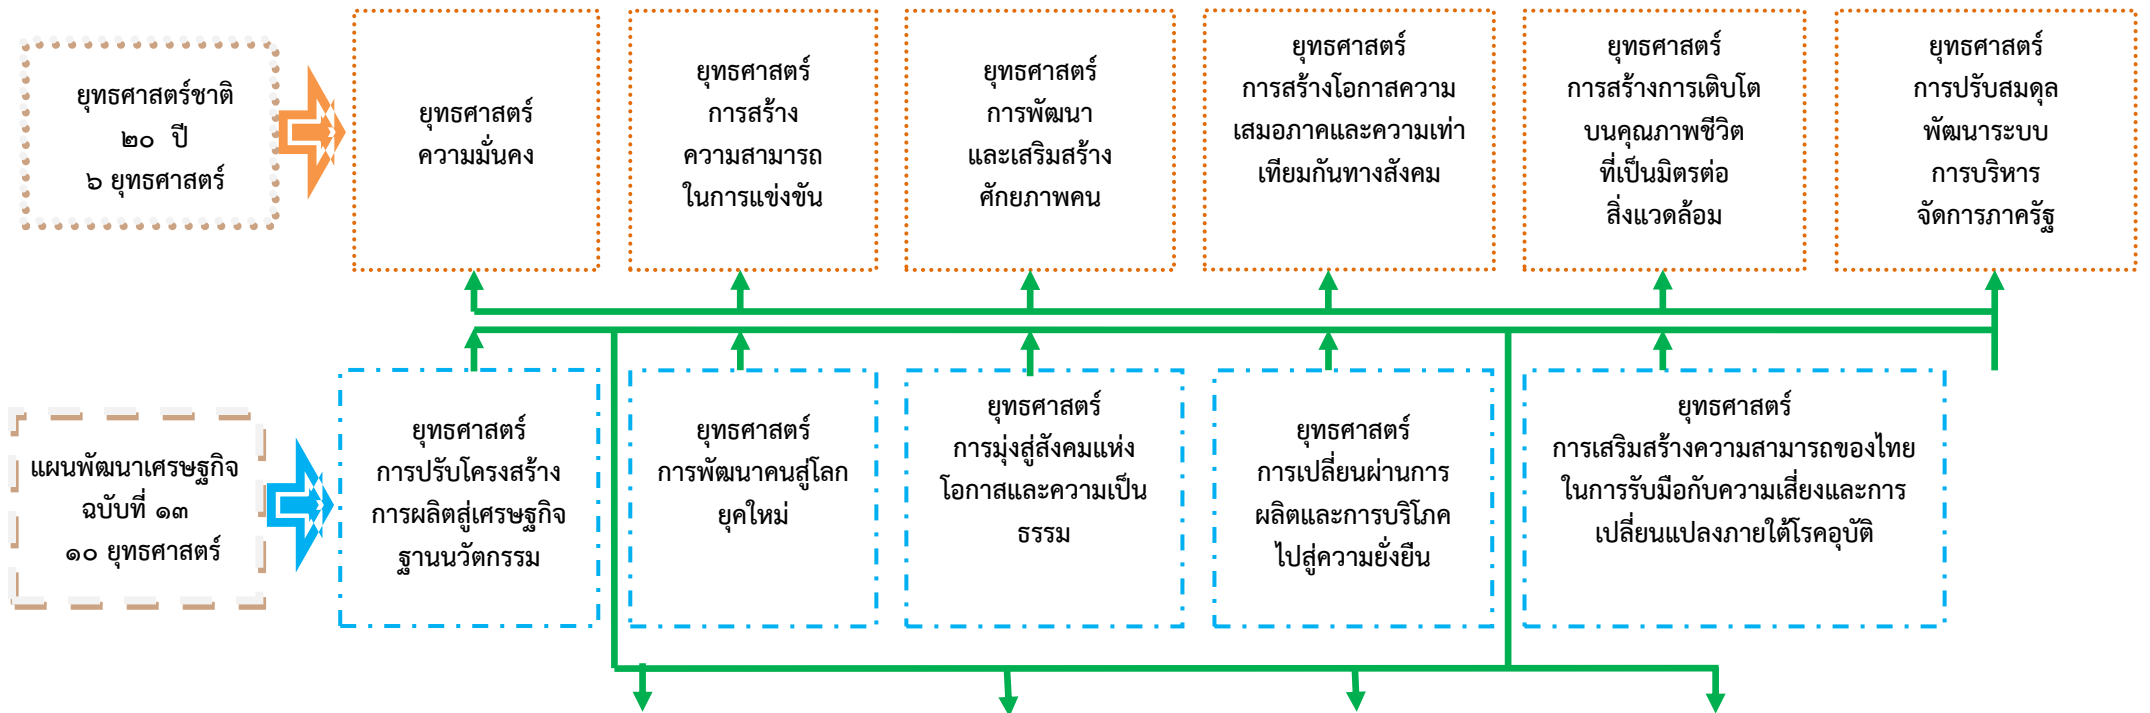 ยุทธศาสตร์ชาติ
๒๐ ปี
๖ ยุทธศาสตร์
ยุทธศาสตร์
ความมั่นคง
ยุทธศาสตร์
การสร้าง
ความสามารถ
ในการแข่งขัน
ยุทธศาสตร์
การพัฒนา
และเสริมสร้าง
ศักยภาพคน
ยุทธศาสตร์
การสร้างโอกาสความ
เสมอภาคและความเท่า
เทียมกันทางสังคม
ยุทธศาสตร์
การสร้างการเติบโต
บนคุณภาพชีวิต
ที่เป็นมิตรต่อ
สิ่งแวดล้อม
ยุทธศาสตร์
การปรับสมดุล
พัฒนาระบบ
การบริหาร
จัดการภาครัฐ
แผนพัฒนาเศรษฐกิจ
ฉบับที่ ๑๓
๑๐ ยุทธศาสตร์
ยุทธศาสตร์
การปรับโครงสร้าง
การผลิตสู่เศรษฐกิจ
ฐานนวัตกรรม
ยุทธศาสตร์
การพัฒนาคนสู่โลก
ยุคใหม่
ยุทธศาสตร์
การมุ่งสู่สังคมแห่ง
โอกาสและความเป็น
ธรรม
ยุทธศาสตร์
การเปลี่ยนผ่านการ
ผลิตและการบริโภค
ไปสู่ความยั่งยืน
ยุทธศาสตร์
การเสริมสร้างความสามารถของไทย
ในการรับมือกับความเสี่ยงและการ
เปลี่ยนแปลงภายใต้โรคอุบัติ